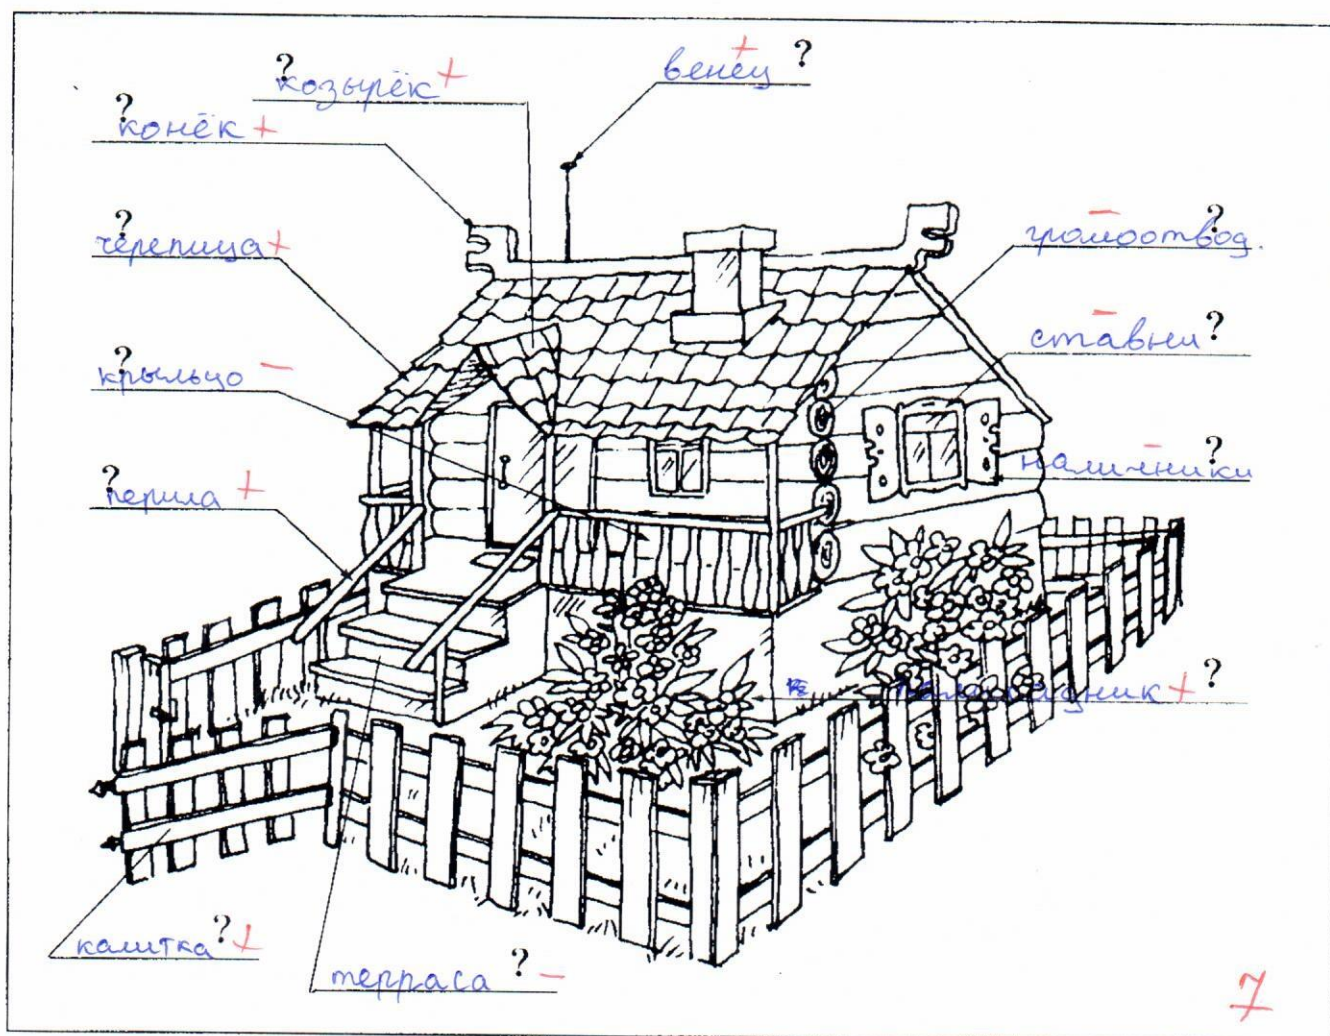 ? козырёк +
венец + ?
? конёк +
? черепица +
громоотвод. − ?
ставни − ?
? крыльцо −
наличники − ?
? перила +
+ ?
калитка ? +
терраса ? −
7